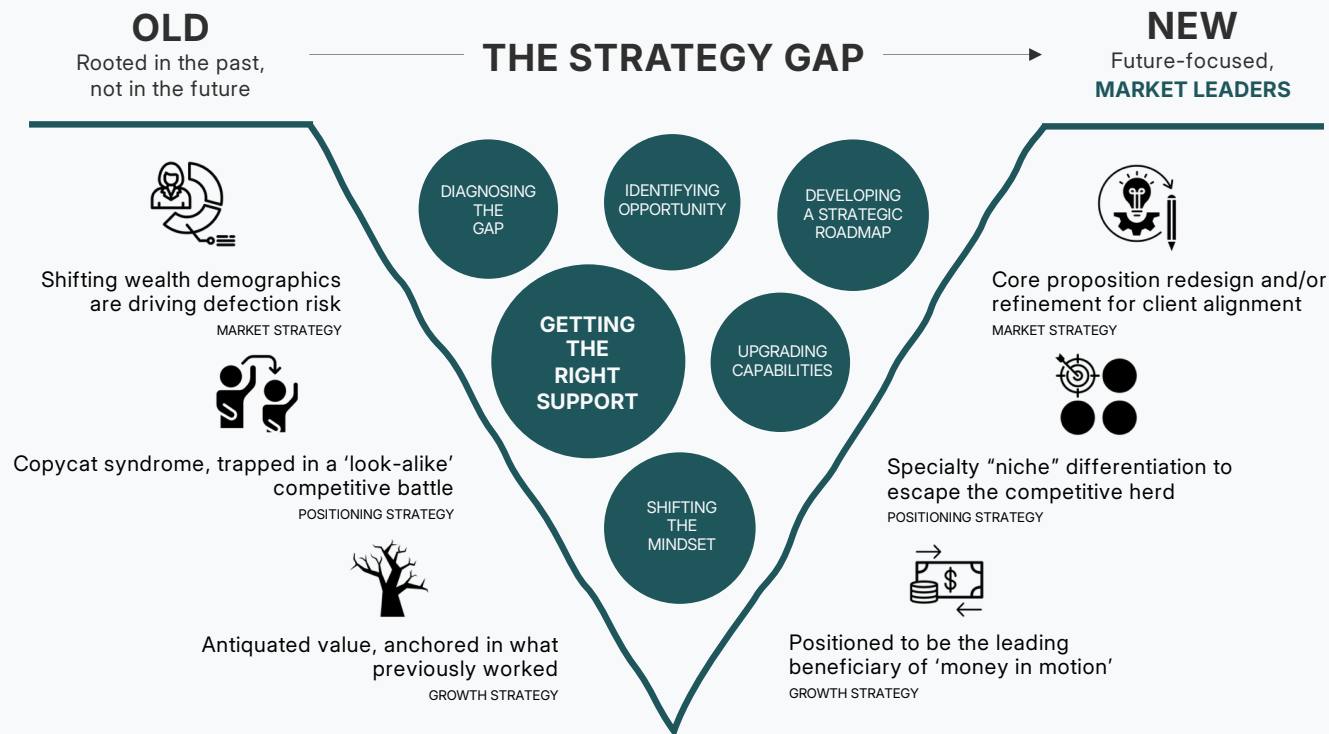 OLD
Rooted in the past,
not in the future
THE STRATEGY GAP
NEW
Future-focused,
MARKET LEADERS
Shifting wealth demographics
are driving defection risk
MARKET STRATEGY
Copycat syndrome, trapped in a ‘look-alike’
competitive battle
POSITIONING STRATEGY
Antiquated value, anchored in what
previously worked
GROWTH STRATEGY
DIAGNOSING
THE
GAP
IDENTIFYING
OPPORTUNITY
DEVELOPING
A STRATEGIC
ROADMAP
GETTING
THE
RIGHT
SUPPORT
UPGRADING
CAPABILITIES
SHIFTING
THE
MINDSET
Core proposition redesign and/or
refinement for client alignment
MARKET STRATEGY
Specialty “niche” differentiation to
escape the competitive herd
POSITIONING STRATEGY
$
Positioned to be the leading
beneficiary of ‘money in motion’
GROWTH STRATEGY